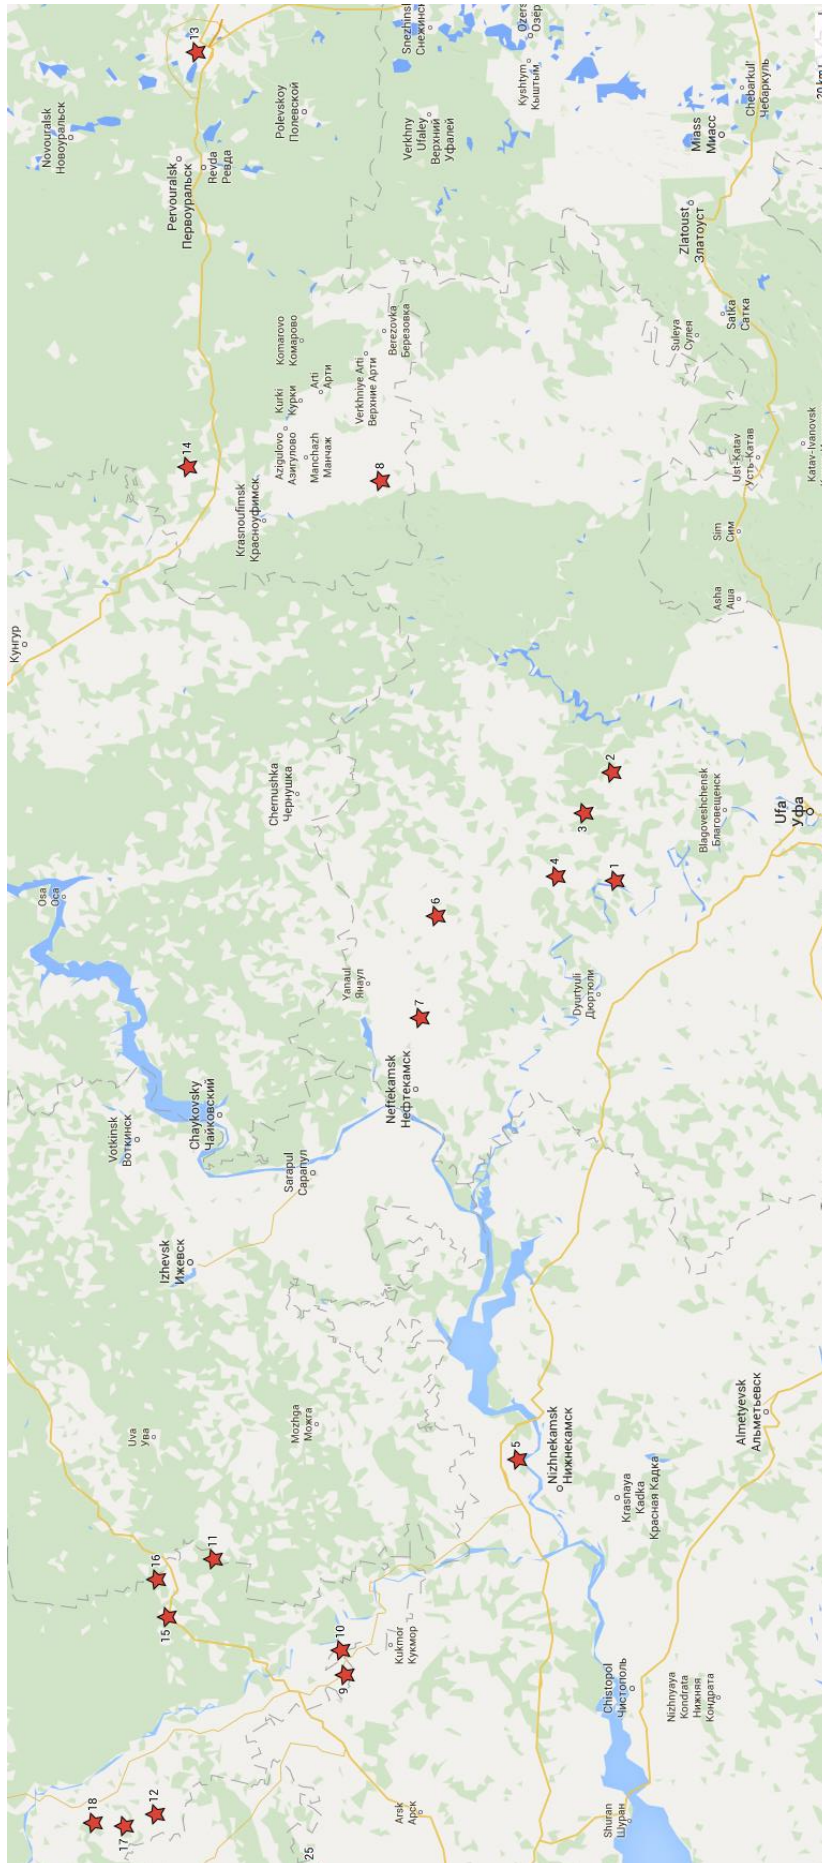 18
17
12
25
15
16
11
Uva
Ува
Izhevsk
Ижевск
Votkinsk
Воткинск
Chaykovsky
Чайковский
Osa
Оса
Кунгур
14
Pervouralsk
Первоуральск
Revda
Ревда
Novouralsk
Новоуральск
13
9
10
Mozhga
Можга
Sarapul
Сарапул
Chernushka
Чернушка
Krasnoufimsk
Красноуфимск
Azigulovo
Азигулово
Manchazh
Манчаж
Kurki
Курки
Arti
Арти
Komarovo
Комарово
Polevskoy
Полевской
Arsk
Арск
Kukmor
Кукмор
Neftekamsk
Нефтекамск
7
Yanaul
Янаул
6
8
Verkhniye Arti
Верхние Арти
Berezovka
Березовка
Verkhny
Ufaley
Верхний
Уфалей
Snezhinsk
Снежинск
5
Nizhnekamsk
Нижнекамск
Dyurtyuli
Дюртюли
4
1
3
2
Kyshtym
Кыштым
Ozers
Озёр
Shuran
Шуран
Chistopol
Чистополь
Krasnaya
Kadka
Красная Кадка
Nizhnyaya
Kondrata
Нижняя
Кондрата
Blagoveshchensk
Благовещенск
Asha
Аша
Sim
Сим
Suleya
Сулея
Zlatoust
Златоуст
Miass
Миасс
Almetyevsk
Альметьевск
Ufa
Уфа
Ust-Katav
Усть-Катав
Satka
Сатка
Chebarkul'
Чебаркуль
Katav-Ivanovsk
20 km